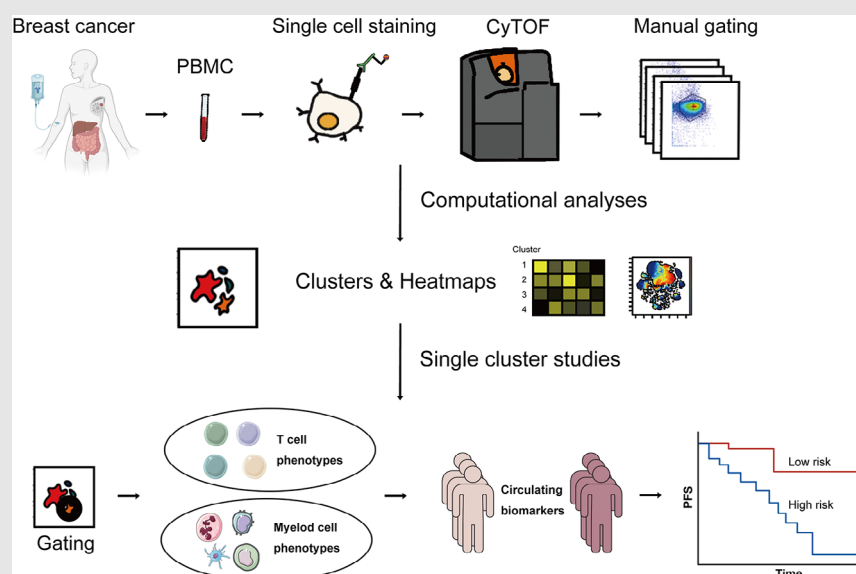 Breast cancer
PBMC
Single cell staining
CyTOF
Manual gating
Computational analyses
Clusters & Heatmaps
Cluster
1
2
3
4
Single cluster studies
Gating
T cell
phenotypes
Myelod cell
phenotypes
Circulating
biomarkers
PFS
Low risk
High risk
Time